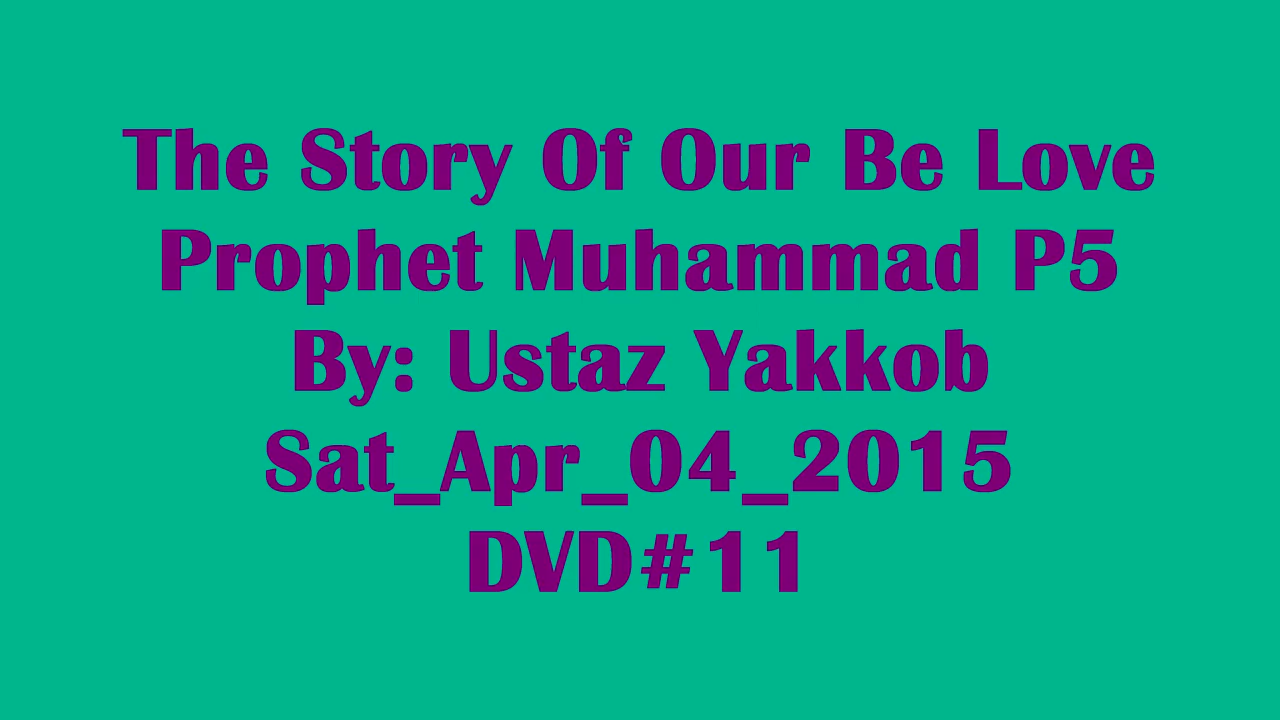 The Story Of Our Be Love
Prophet Muhammad P5
By: Ustaz Yakkob
Sat_Apr_04_2015
DVD#11